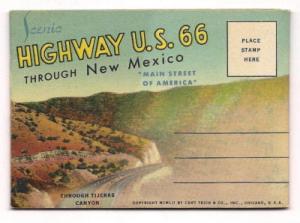 Scenic
HIGHWAY U.S. 66
THROUGH New Mexico
"MAIN STREET
OF AMERICA"
PLACE
STAMP
HERE
THROUGH TIJERAS
CANYON
COPYRIGHT MCMLII BY CURT TEICH & CO., INC., CHICAGO, U.S.A.